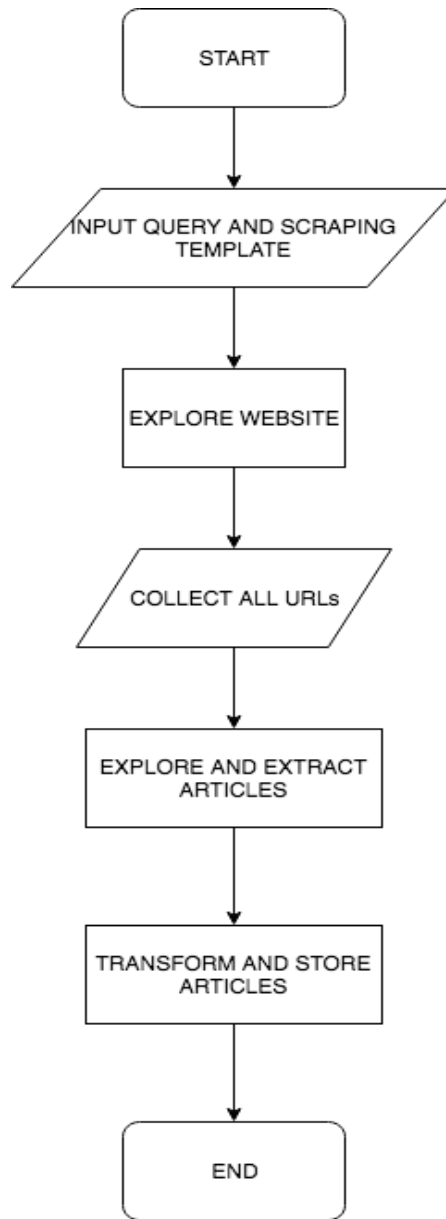 START
INPUT QUERY AND SCRAPING
TEMPLATE
EXPLORE WEBSITE
COLLECT ALL URLs
EXPLORE AND EXTRACT
ARTICLES
TRANSFORM AND STORE
ARTICLES
END